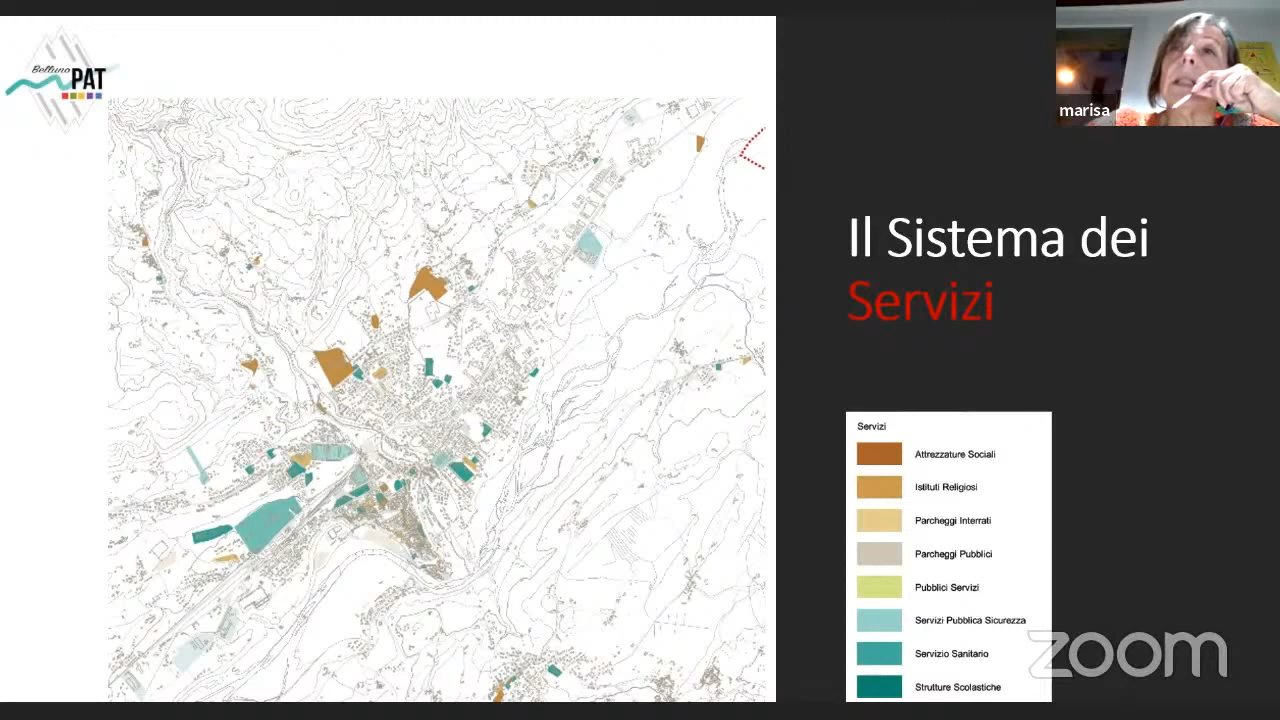 Belluno
PAT
marisa
Il Sistema dei
Servizi
Servizi
Attrezzature Sociali
Istituti Religiosi
Parcheggi Interrati
Parcheggi Pubblici
Pubblici Servizi
Servizi Pubblica Sicurezza
Servizio Sanitario
Strutture Scolastiche
zoom